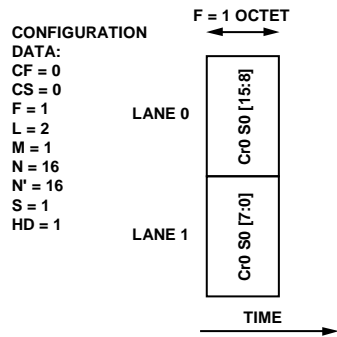 F = 1 OCTET
CONFIGURATION
DATA:
CF = 0
CS = 0
F = 1
L = 2
M = 1
N = 16
N' = 16
S = 1
HD = 1
LANE 0
Cr0 S0 [15:8]
LANE 1
Cr0 S0 [7:0]
TIME